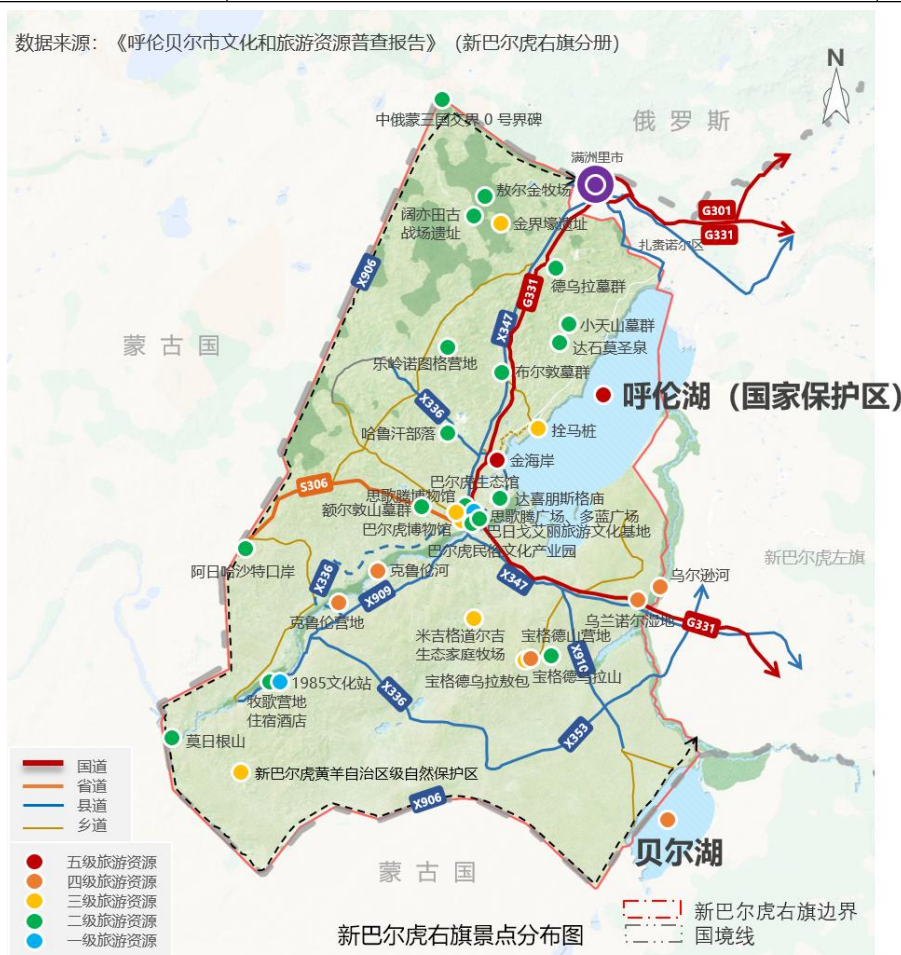 数据来源：《呼伦贝尔市文化和旅游资源普查报告》（新巴尔虎右旗分册）
N
中俄蒙三国交界 0 号界碑
俄罗斯
满洲里市
敖尔金牧场
阔亦田古
战场遗址
金界壕遗址
G301
G331
扎赉诺尔区
X906
德乌拉墓群
G331
X347
小天山墓群
达石莫圣泉
蒙古国
乐岭诺图格营地
布尔敦墓群
呼伦湖（国家保护区）
X336
哈鲁汗部落
拴马桩
金海岸
S306
巴尔虎生态馆
思歌腾博物馆
达喜朋斯格庙
额尔敦山墓群
思歌腾广场、多蓝广场
巴尔虎博物馆
巴日戈艾丽旅游文化基地
巴尔虎民俗文化产业园
新巴尔虎左旗
阿日哈沙特口岸
X336
克鲁伦河
X909
X347
乌尔逊河
克鲁伦营地
乌兰诺尔湿地
G331
米吉格道尔吉
生态家庭牧场
宝格德山营地
X910
宝格德乌拉敖包
宝格德乌拉山
1985文化站
牧歌营地
住宿酒店
X336
X353
莫日根山
新巴尔虎黄羊自治区级自然保护区
X906
国道
省道
县道
乡道
贝尔湖
蒙古国
五级旅游资源
四级旅游资源
三级旅游资源
二级旅游资源
一级旅游资源
新巴尔虎右旗景点分布图
新巴尔虎右旗边界
国境线